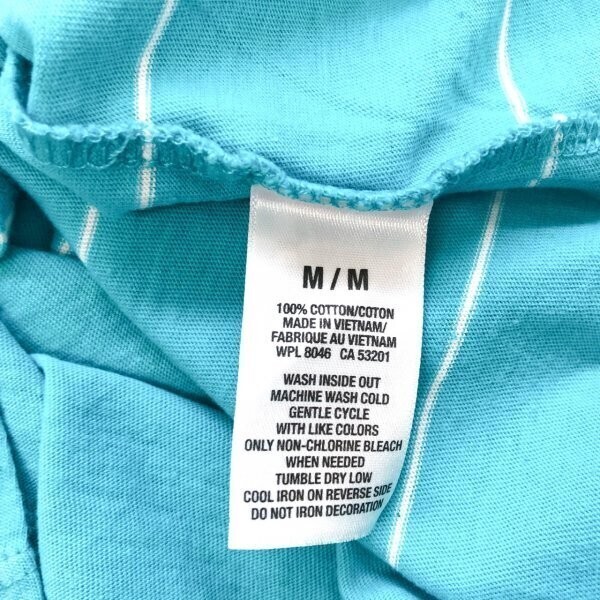 M / M
100% COTTON/COTON
MADE IN VIETNAM/
FABRIQUE AU VIETNAM
WPL 8046 CA 53201
WASH INSIDE OUT
MACHINE WASH COLD
GENTLE CYCLE
WITH LIKE COLORS
ONLY NON-CHLORINE BLEACH
WHEN NEEDED
TUMBLE DRY LOW
COOL IRON ON REVERSE SIDE
DO NOT IRON DECORATION